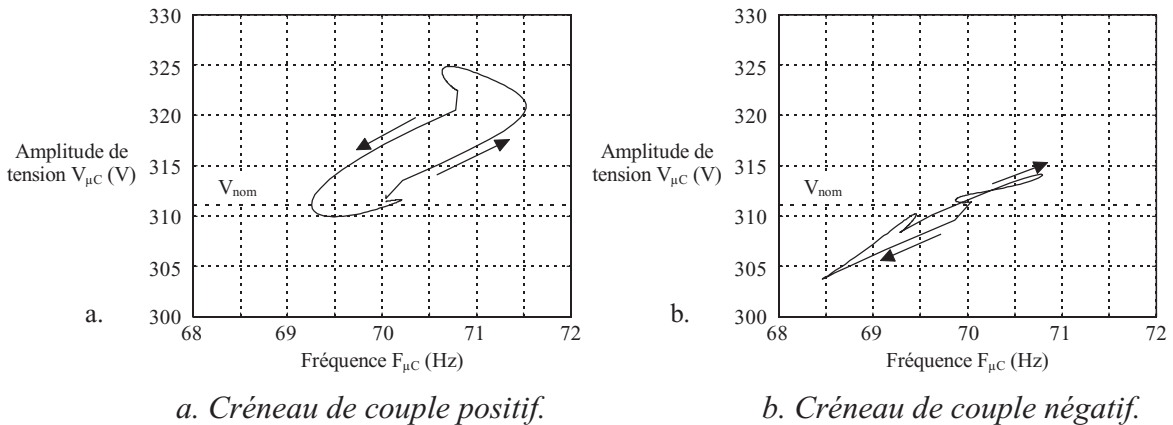 330
325
320
315
310
305
300
Amplitude de
tension VµC (V)
Vnom
a.
68 69 70 71 72
Fréquence FµC (Hz)
a. Créneau de couple positif.
330
325
320
315
310
305
300
Amplitude de
tension VµC (V)
Vnom
b.
68 69 70 71 72
Fréquence FµC (Hz)
b. Créneau de couple négatif.